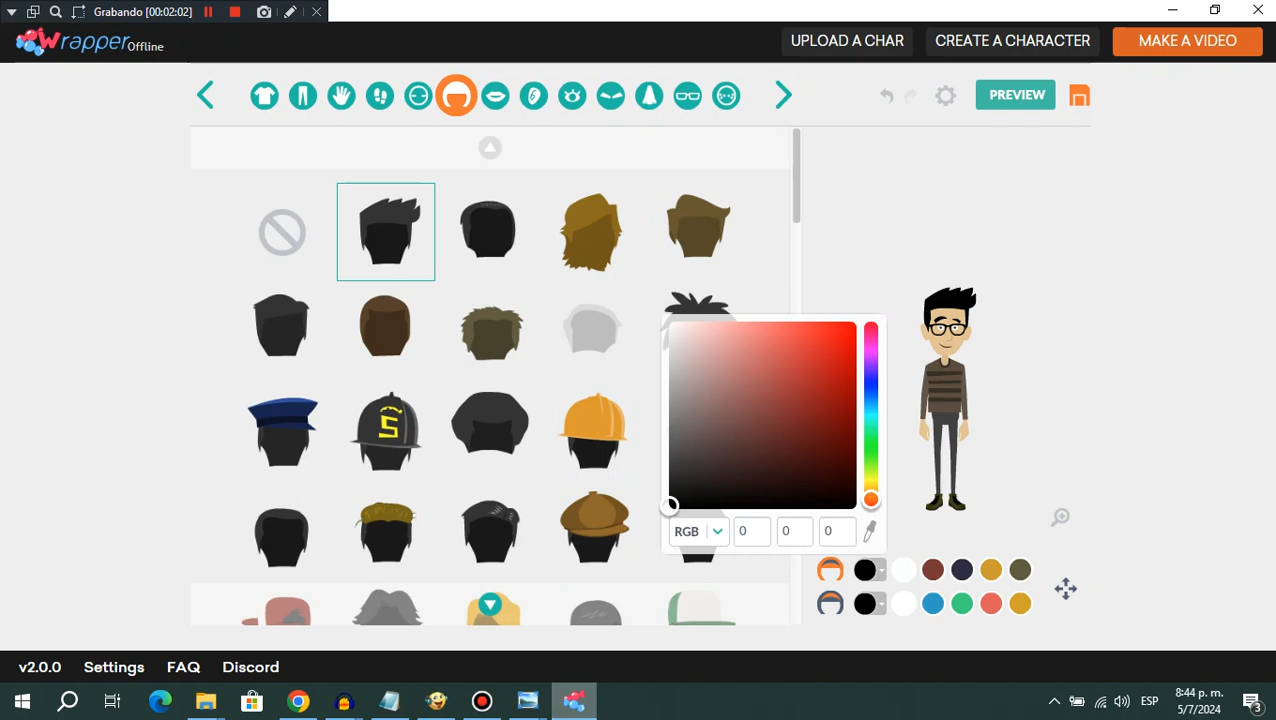 Grabando [00:02:02]
Wrapper Offline
UPLOAD A CHAR
CREATE A CHARACTER
MAKE A VIDEO
PREVIEW
S
RGB
0
0
0
v2.0.0
Settings
FAQ
Discord
ESP
8:44 p. m.
5/7/2024
3